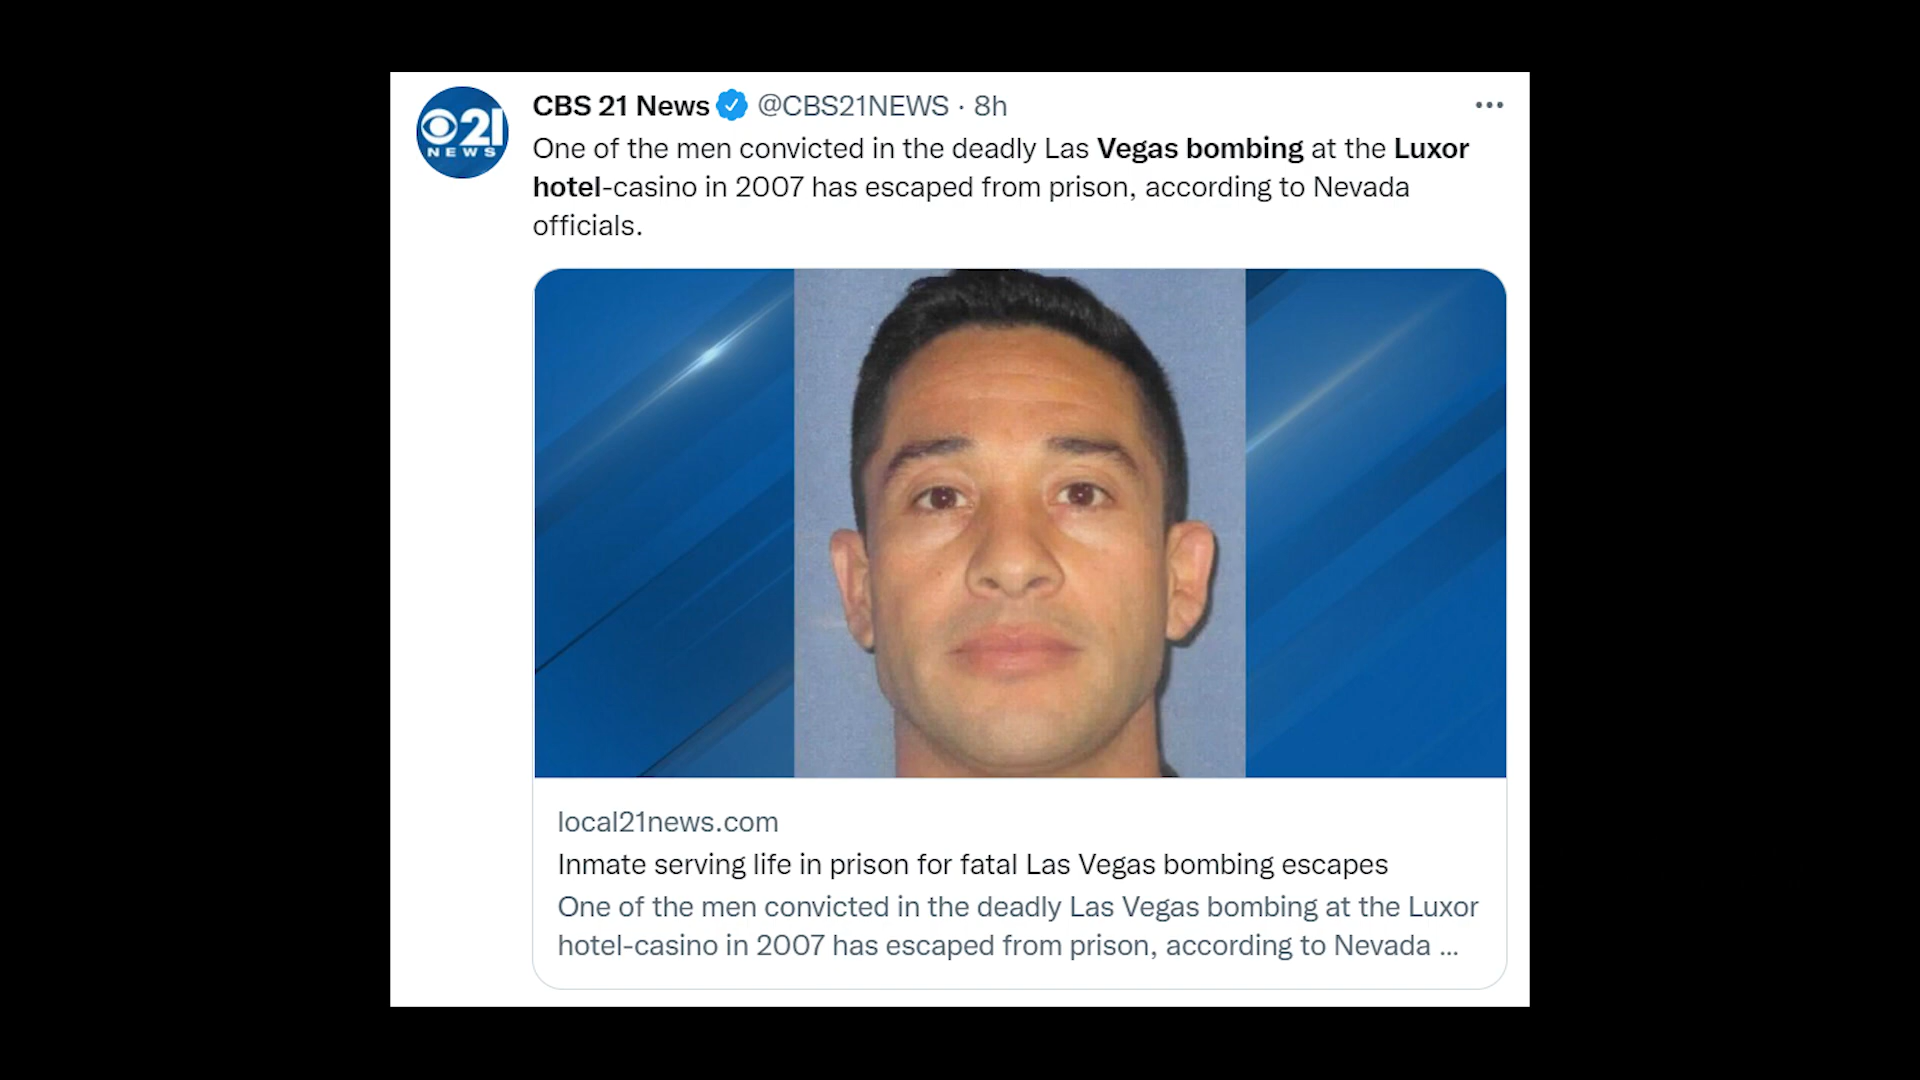 CBS 21 News @CBS21NEWS · 8h
21
NEWS
One of the men convicted in the deadly Las Vegas bombing at the Luxor
hotel-casino in 2007 has escaped from prison, according to Nevada
officials.
local21news.com
Inmate serving life in prison for fatal Las Vegas bombing escapes
One of the men convicted in the deadly Las Vegas bombing at the Luxor
hotel-casino in 2007 has escaped from prison, according to Nevada ...